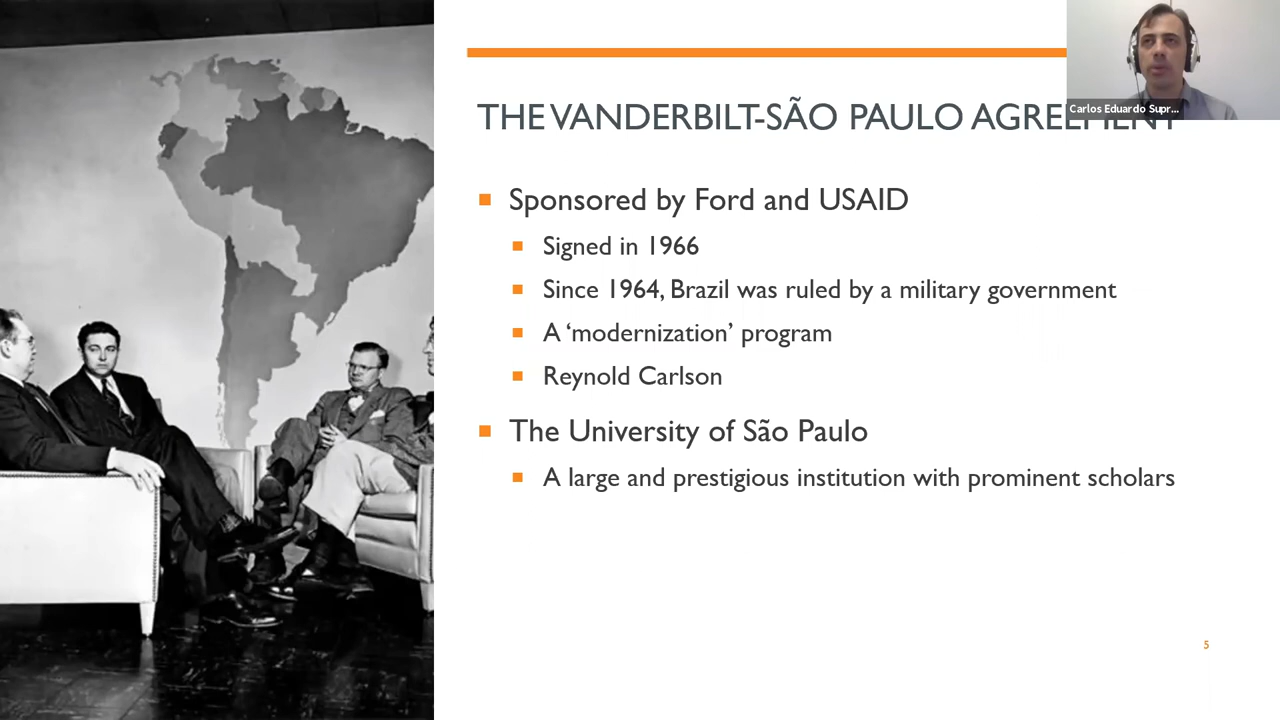 THE VANDERBILT-SÃO PAULO AGREEMENT
Carlos Eduardo Supr...
Sponsored by Ford and USAID
Signed in 1966
Since 1964, Brazil was ruled by a military government
A ‘modernization’ program
Reynold Carlson
The University of São Paulo
A large and prestigious institution with prominent scholars
5